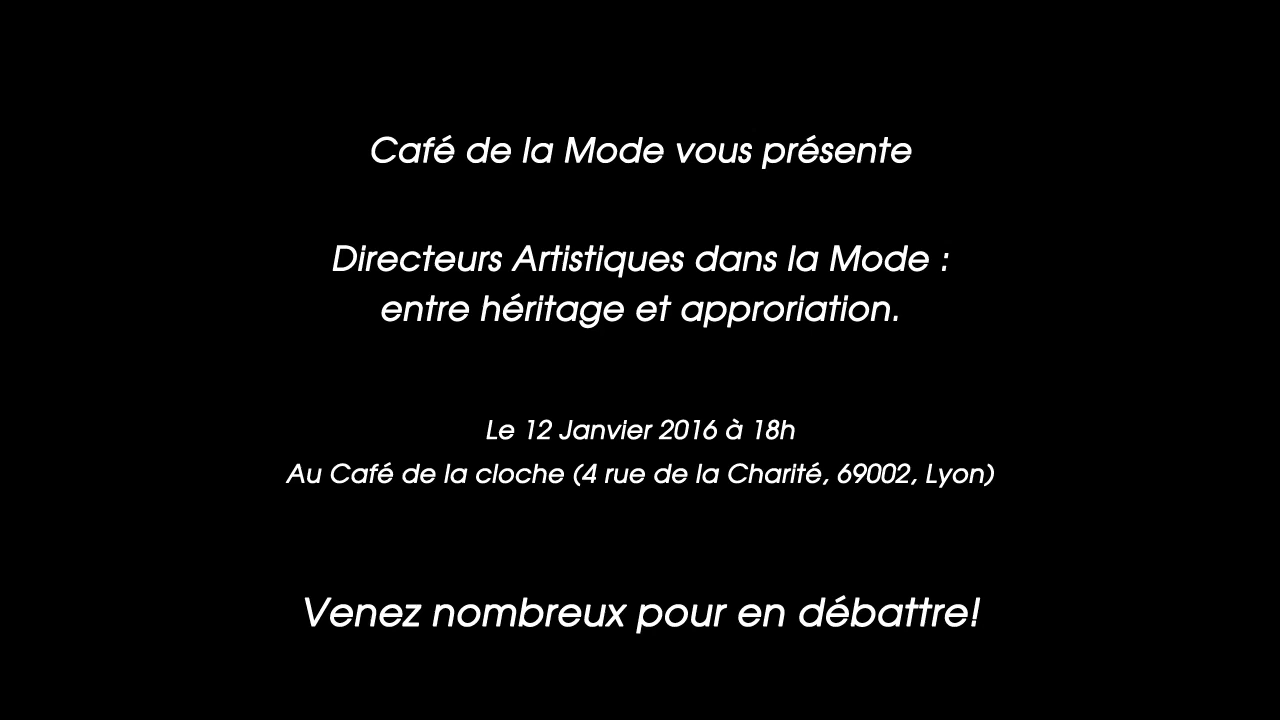 Café de la Mode vous présente
Directeurs Artistiques dans la Mode :
entre héritage et approriation.
Le 12 Janvier 2016 à 18h
Au Café de la cloche (4 rue de la Charité, 69002, Lyon)
Venez nombreux pour en débattre!